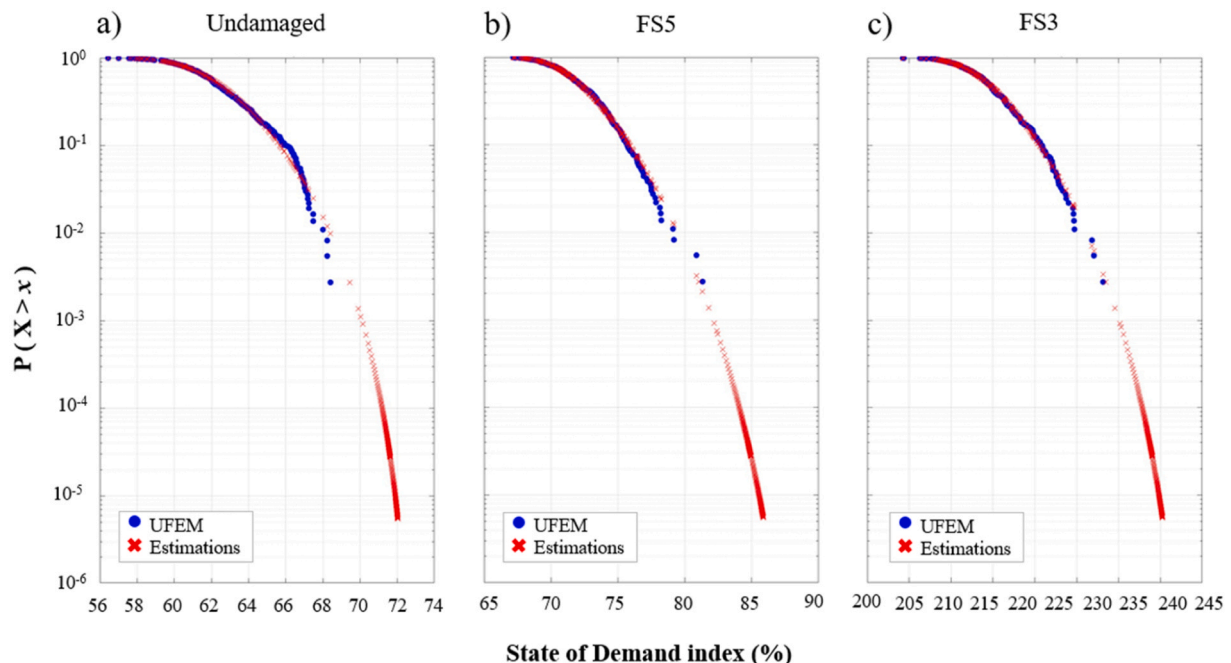 a) Undamaged
b) FS5
c) FS3
P ( X > x )
10^0
10^-1
10^-2
10^-3
10^-4
10^-5
10^-6
UFEM
Estimations
UFEM
Estimations
UFEM
Estimations
56 58 60 62 64 66 68 70 72 74
65 70 75 80 85 90
200 205 210 215 220 225 230 235 240 245
State of Demand index (%)